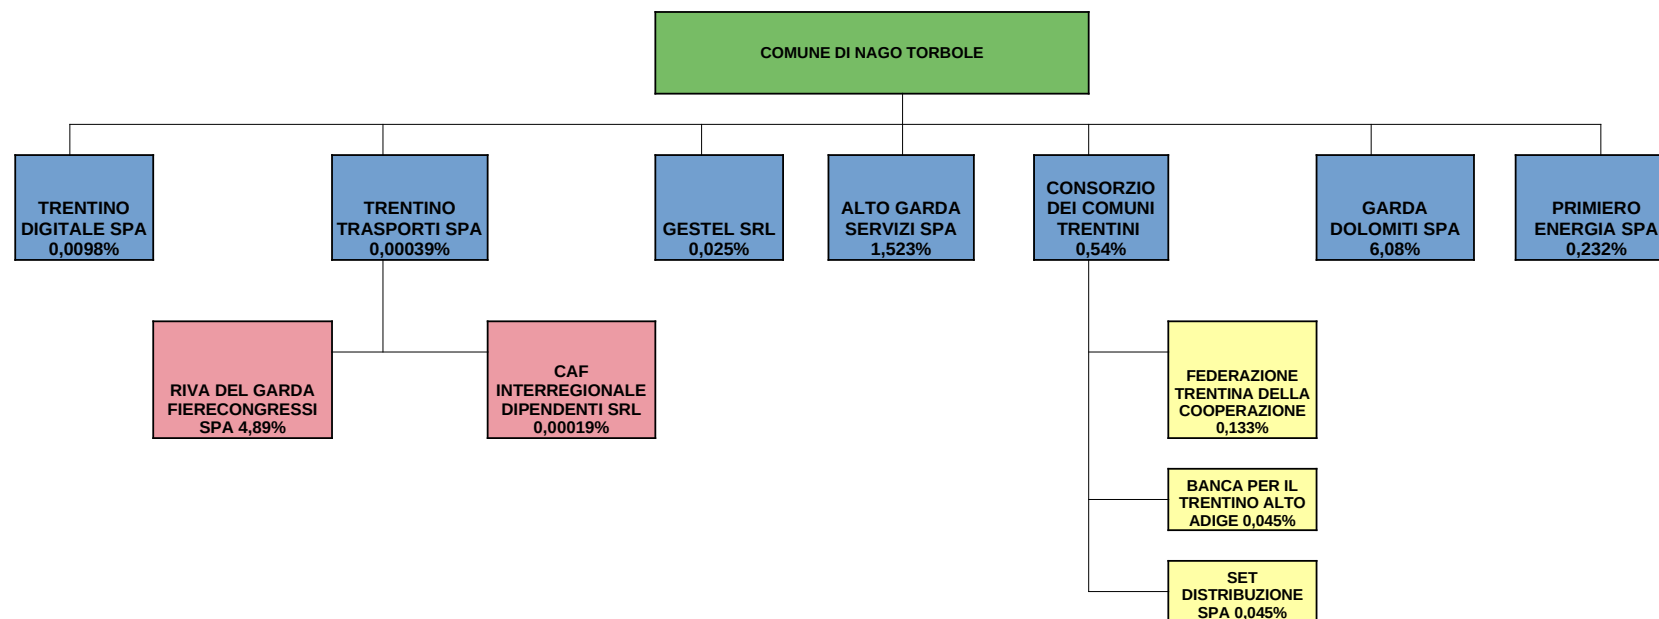 COMUNE DI NAGO TORBOLE
TRENTINO
DIGITALE SPA
0,0098%
TRENTINO
TRASPORTI SPA
0,00039%
GESTEL SRL
0,025%
ALTO GARDA
SERVIZI SPA
1,523%
CONSORZIO
DEI COMUNI
TRENTINI
0,54%
GARDA
DOLOMITI SPA
6,08%
PRIMIERO
ENERGIA SPA
0,232%
RIVA DEL GARDA
FIERECONGRESSI
SPA 4,89%
CAF
INTERREGIONALE
DIPENDENTI SRL
0,00019%
FEDERAZIONE
TRENTINA DELLA
COOPERAZIONE
0,133%
BANCA PER IL
TRENTINO ALTO
ADIGE 0,045%
SET
DISTRIBUZIONE
SPA 0,045%